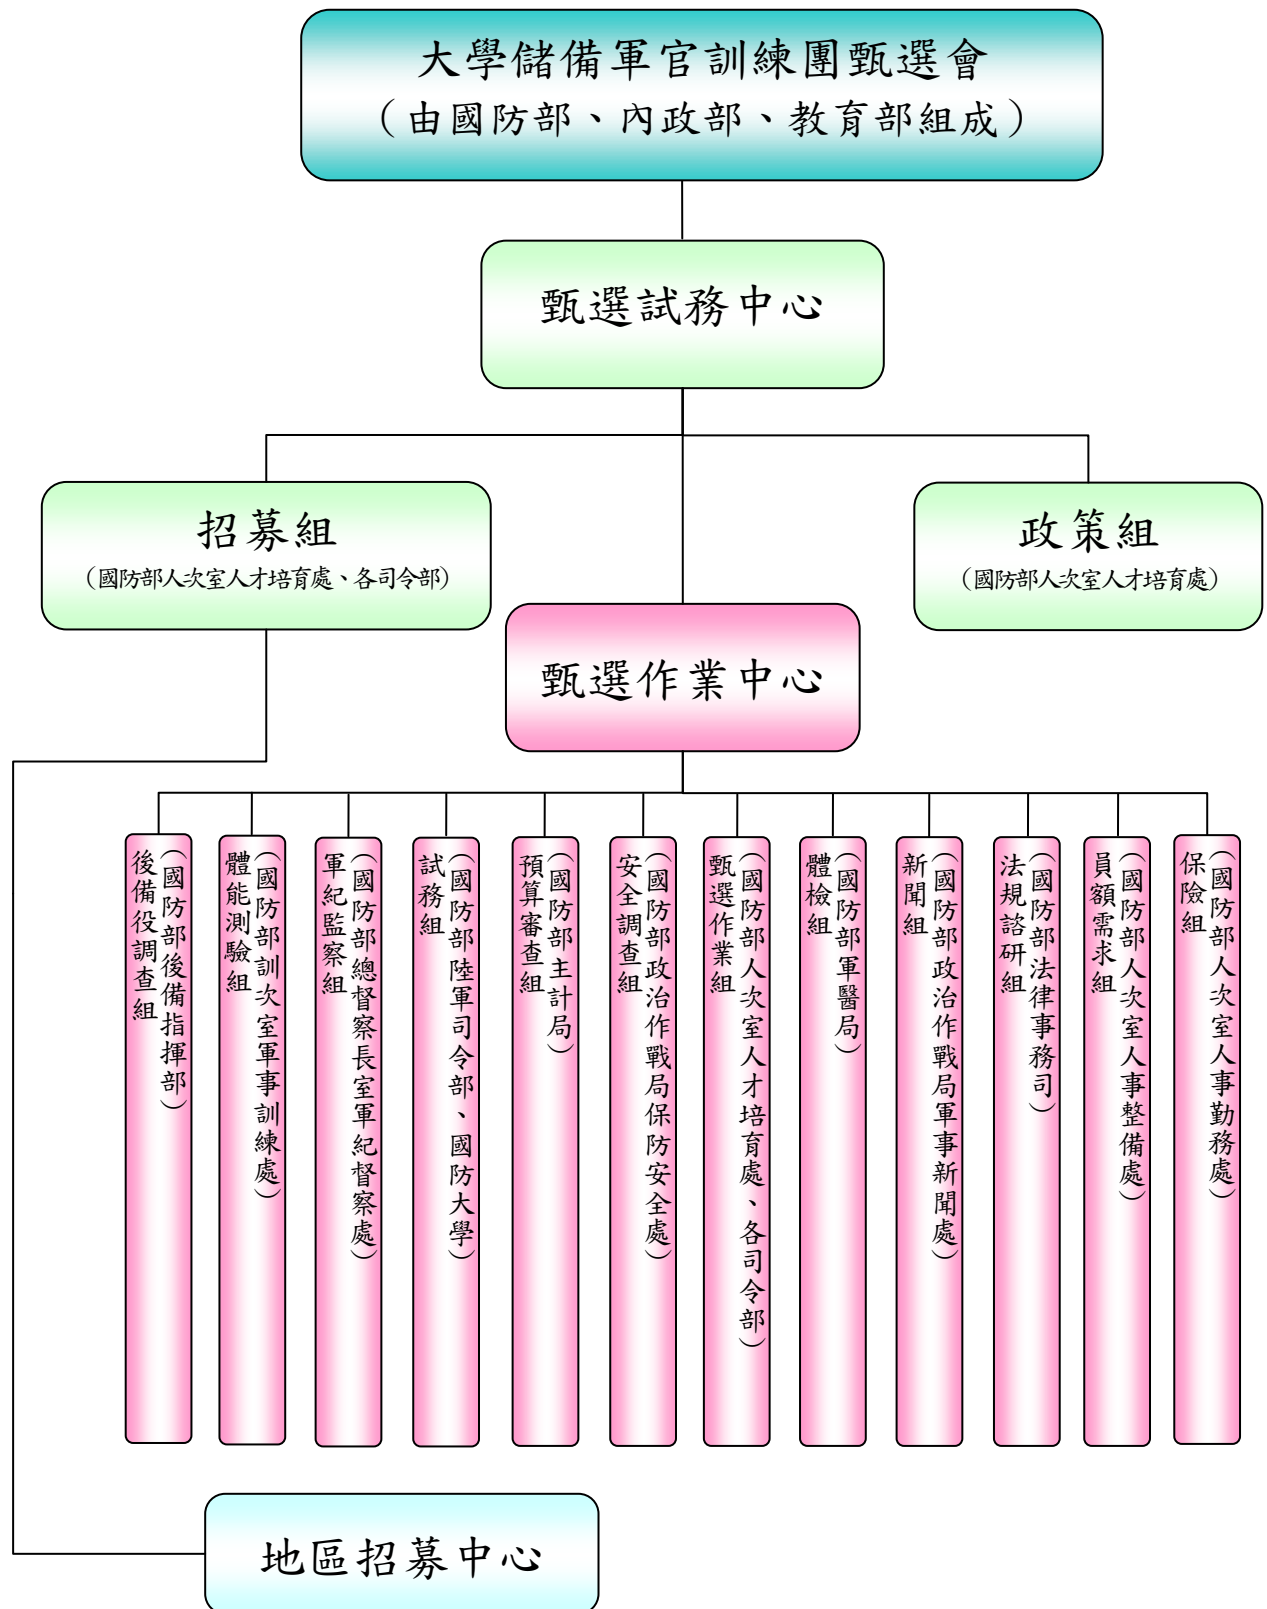 大學儲備軍官訓練團甄選會
（由國防部、內政部、教育部組成）
甄選試務中心
招募組
（國防部人次室人才培育處、各司令部）
政策組
（國防部人次室人才培育處）
甄選作業中心
後備役調查組
（國防部後備指揮部）
體能測驗組
（國防部訓次室軍事訓練處）
軍紀監察組
（國防部總督察長室軍紀督察處）
試務組
（國防部陸軍司令部、國防大學）
預算審查組
（國防部主計局）
安全調查組
（國防部政治作戰局保防安全處）
甄選作業組
（國防部人次室人才培育處、各司令部）
體檢組
（國防部軍醫局）
新聞組
（國防部政治作戰局軍事新聞處）
法規諮研組
（國防部法律事務司）
員額需求組
（國防部人次室人事整備處）
保險組
（國防部人次室人事勤務處）
地區招募中心